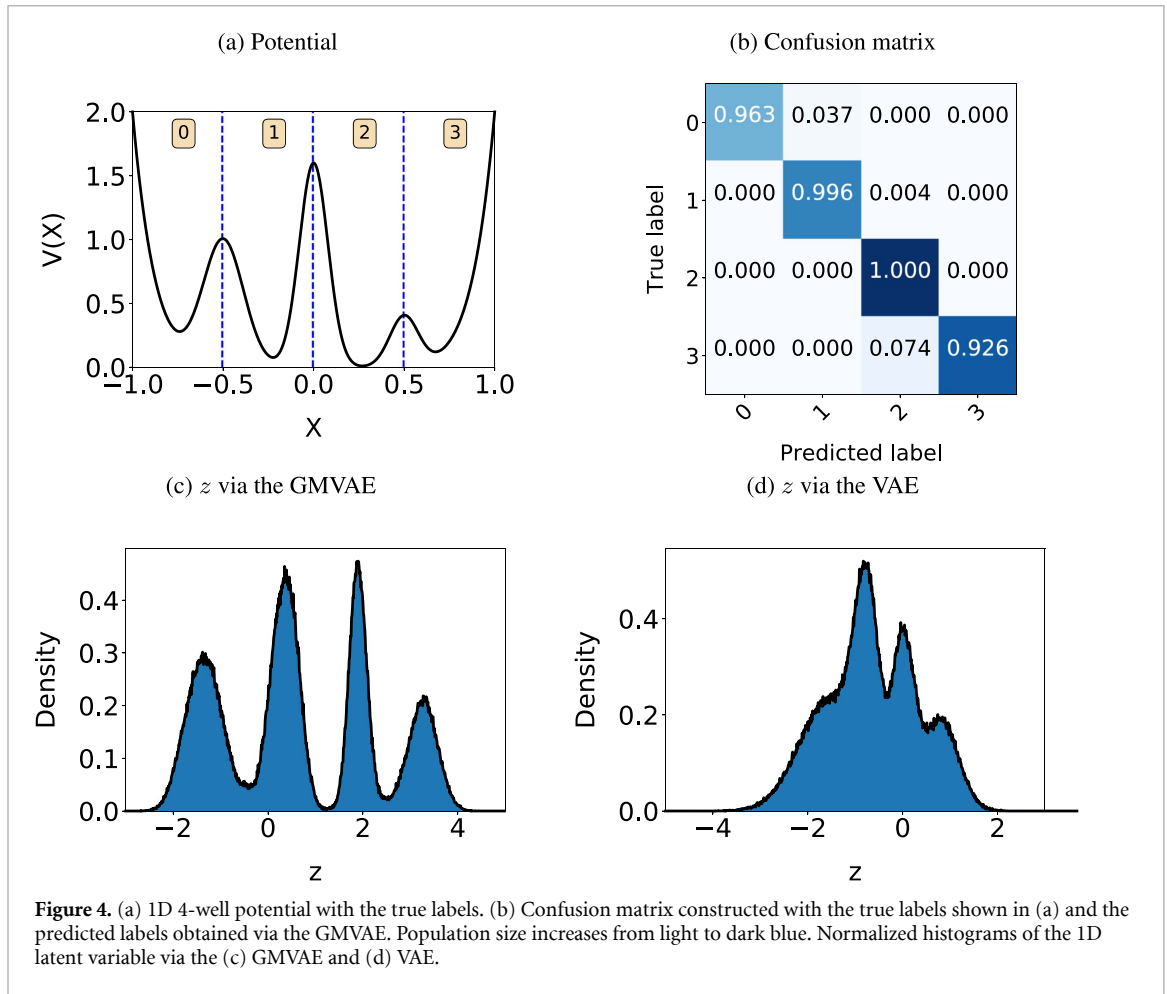 (a) Potential
(b) Confusion matrix
2.0
1.5
1.0
0.5
0.0
V(X)
0
1
2
3
−1.0 −0.5 0.0 0.5 1.0
X
0
1
2
3
True label
0.963 0.037 0.000 0.000
0.000 0.996 0.004 0.000
0.000 0.000 1.000 0.000
0.000 0.000 0.074 0.926
0 1 2 3
Predicted label
(c) z via the GMVAE
(d) z via the VAE
0.4
0.3
0.2
0.1
0.0
Density
−2 0 2 4
z
0.4
0.2
0.0
Density
−4 −2 0 2
z
Figure 4. (a) 1D 4-well potential with the true labels. (b) Confusion matrix constructed with the true labels shown in (a) and the
predicted labels obtained via the GMVAE. Population size increases from light to dark blue. Normalized histograms of the 1D
latent variable via the (c) GMVAE and (d) VAE.